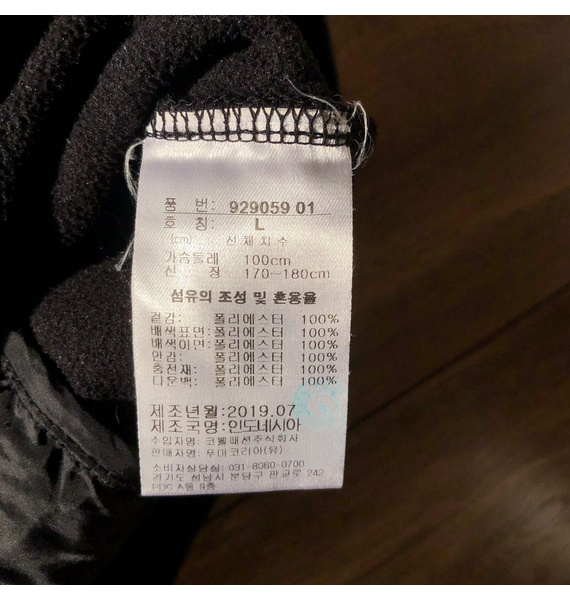 품 번: 929059 01
호 칭: L
(cm) 신체치수
가슴둘레 100cm
신 장 170~180cm
섬유의 조성 및 혼용율
겉감: 폴리에스터 100%
배색표면: 폴리에스터 100%
배색이면: 폴리에스터 100%
안감: 폴리에스터 100%
충전재: 폴리에스터 100%
다운백: 폴리에스터 100%
제조년월: 2019.07
제조국명: 인도네시아
수입자명: 코웰패션주식회사
판매자명: 푸마코리아(유)
소비자상담실: 031-8060-0700
경기도 성남시 분당구 판교로 242
PDC A동 9층